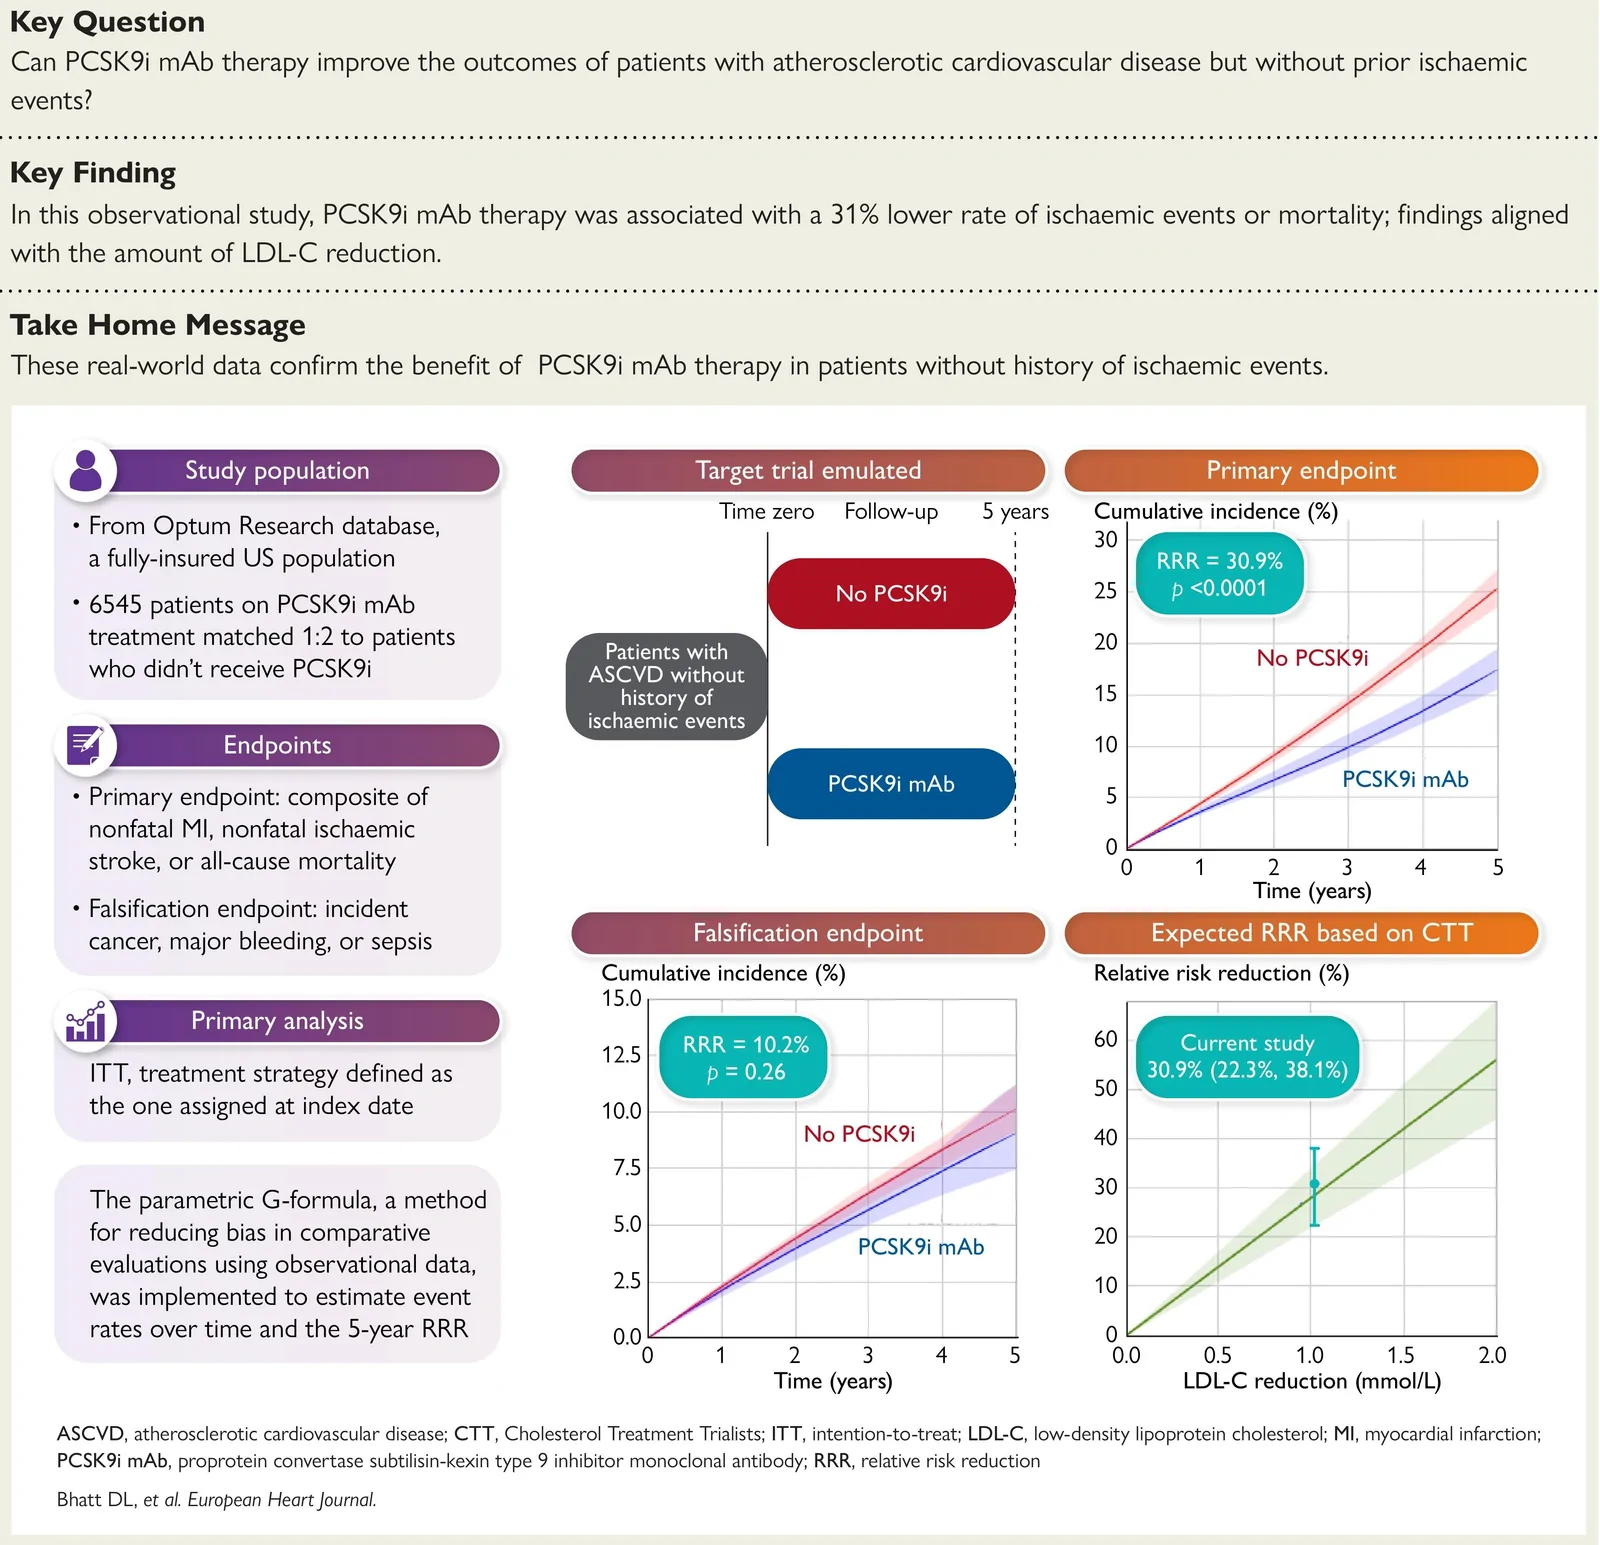 Key Question
Can PCSK9i mAb therapy improve the outcomes of patients with atherosclerotic cardiovascular disease but without prior ischaemic
events?
Key Finding
In this observational study, PCSK9i mAb therapy was associated with a 31% lower rate of ischaemic events or mortality; findings aligned
with the amount of LDL-C reduction.
Take Home Message
These real-world data confirm the benefit of PCSK9i mAb therapy in patients without history of ischaemic events.
Study population
• From Optum Research database,
a fully-insured US population
• 6545 patients on PCSK9i mAb
treatment matched 1:2 to patients
who didn't receive PCSK9i
Endpoints
• Primary endpoint: composite of
nonfatal MI, nonfatal ischaemic
stroke, or all-cause mortality
• Falsification endpoint: incident
cancer, major bleeding, or sepsis
Primary analysis
ITT, treatment strategy defined as
the one assigned at index date
The parametric G-formula, a method
for reducing bias in comparative
evaluations using observational data,
was implemented to estimate event
rates over time and the 5-year RRR
Target trial emulated
Time zero Follow-up 5 years
No PCSK9i
Patients with
ASCVD without
history of
ischaemic events
PCSK9i mAb
Primary endpoint
Cumulative incidence (%)
30
25
20
15
10
5
0
RRR = 30.9%
p <0.0001
No PCSK9i
PCSK9i mAb
0 1 2 3 4 5
Time (years)
Falsification endpoint
Cumulative incidence (%)
15.0
12.5
10.0
7.5
5.0
2.5
0.0
RRR = 10.2%
p = 0.26
No PCSK9i
PCSK9i mAb
0 1 2 3 4 5
Time (years)
Expected RRR based on CTT
Relative risk reduction (%)
60
50
40
30
20
10
0
Current study
30.9% (22.3%, 38.1%)
0.0 0.5 1.0 1.5 2.0
LDL-C reduction (mmol/L)
ASCVD, atherosclerotic cardiovascular disease; CTT, Cholesterol Treatment Trialists; ITT, intention-to-treat; LDL-C, low-density lipoprotein cholesterol; MI, myocardial infarction;
PCSK9i mAb, proprotein convertase subtilisin-kexin type 9 inhibitor monoclonal antibody; RRR, relative risk reduction
Bhatt DL, et al. European Heart Journal.